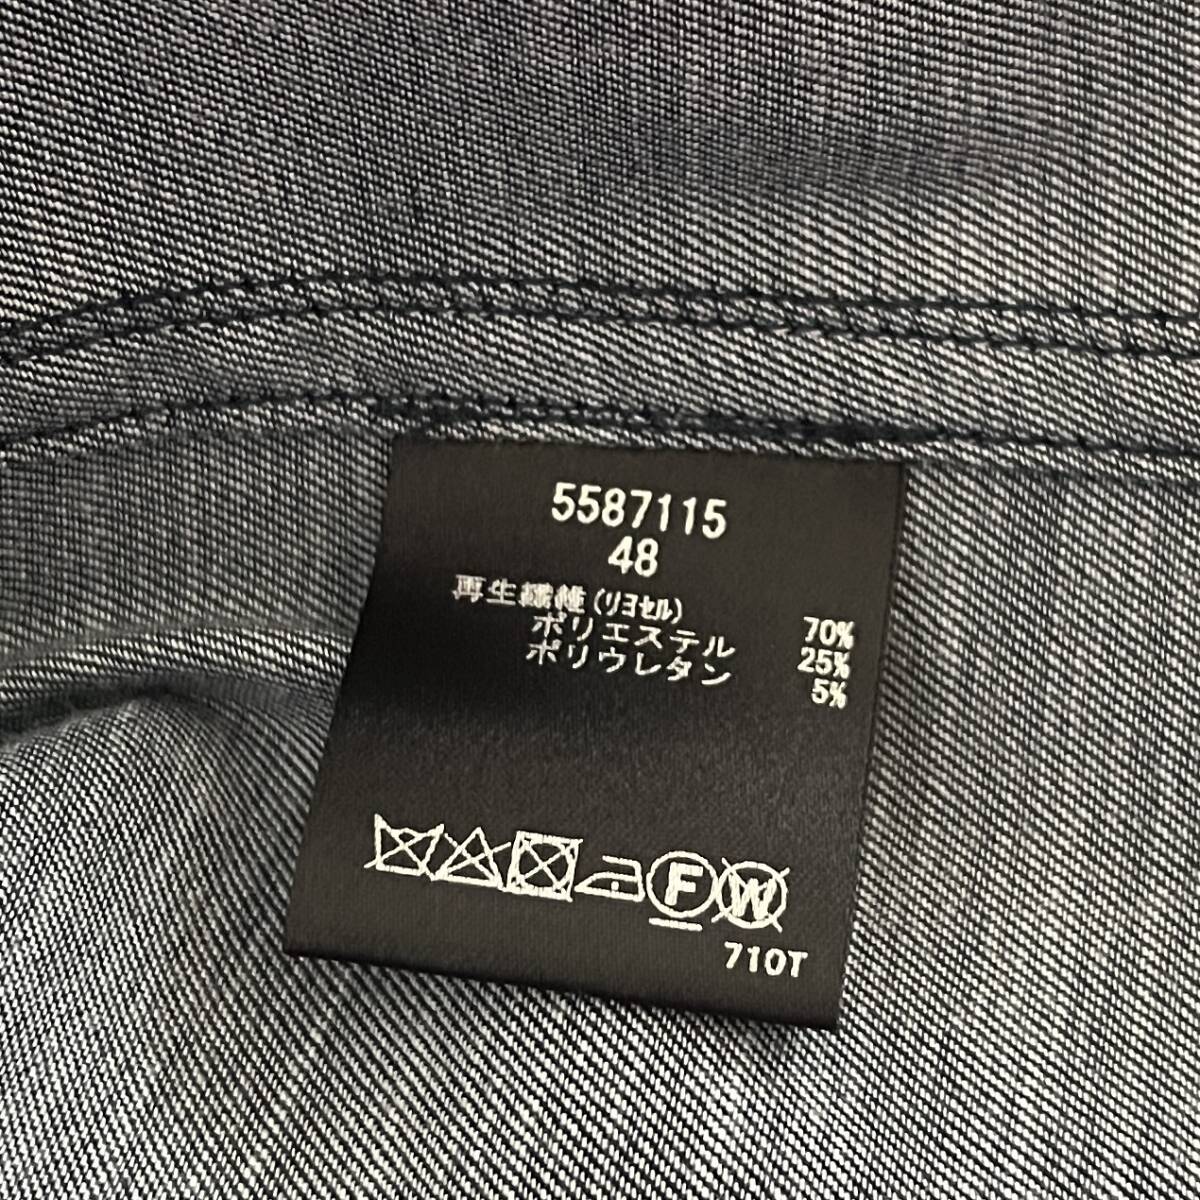 5587115
48
再生繊維(リヨセル) 70%
ポリエステル 25%
ポリウレタン 5%
F W
710T